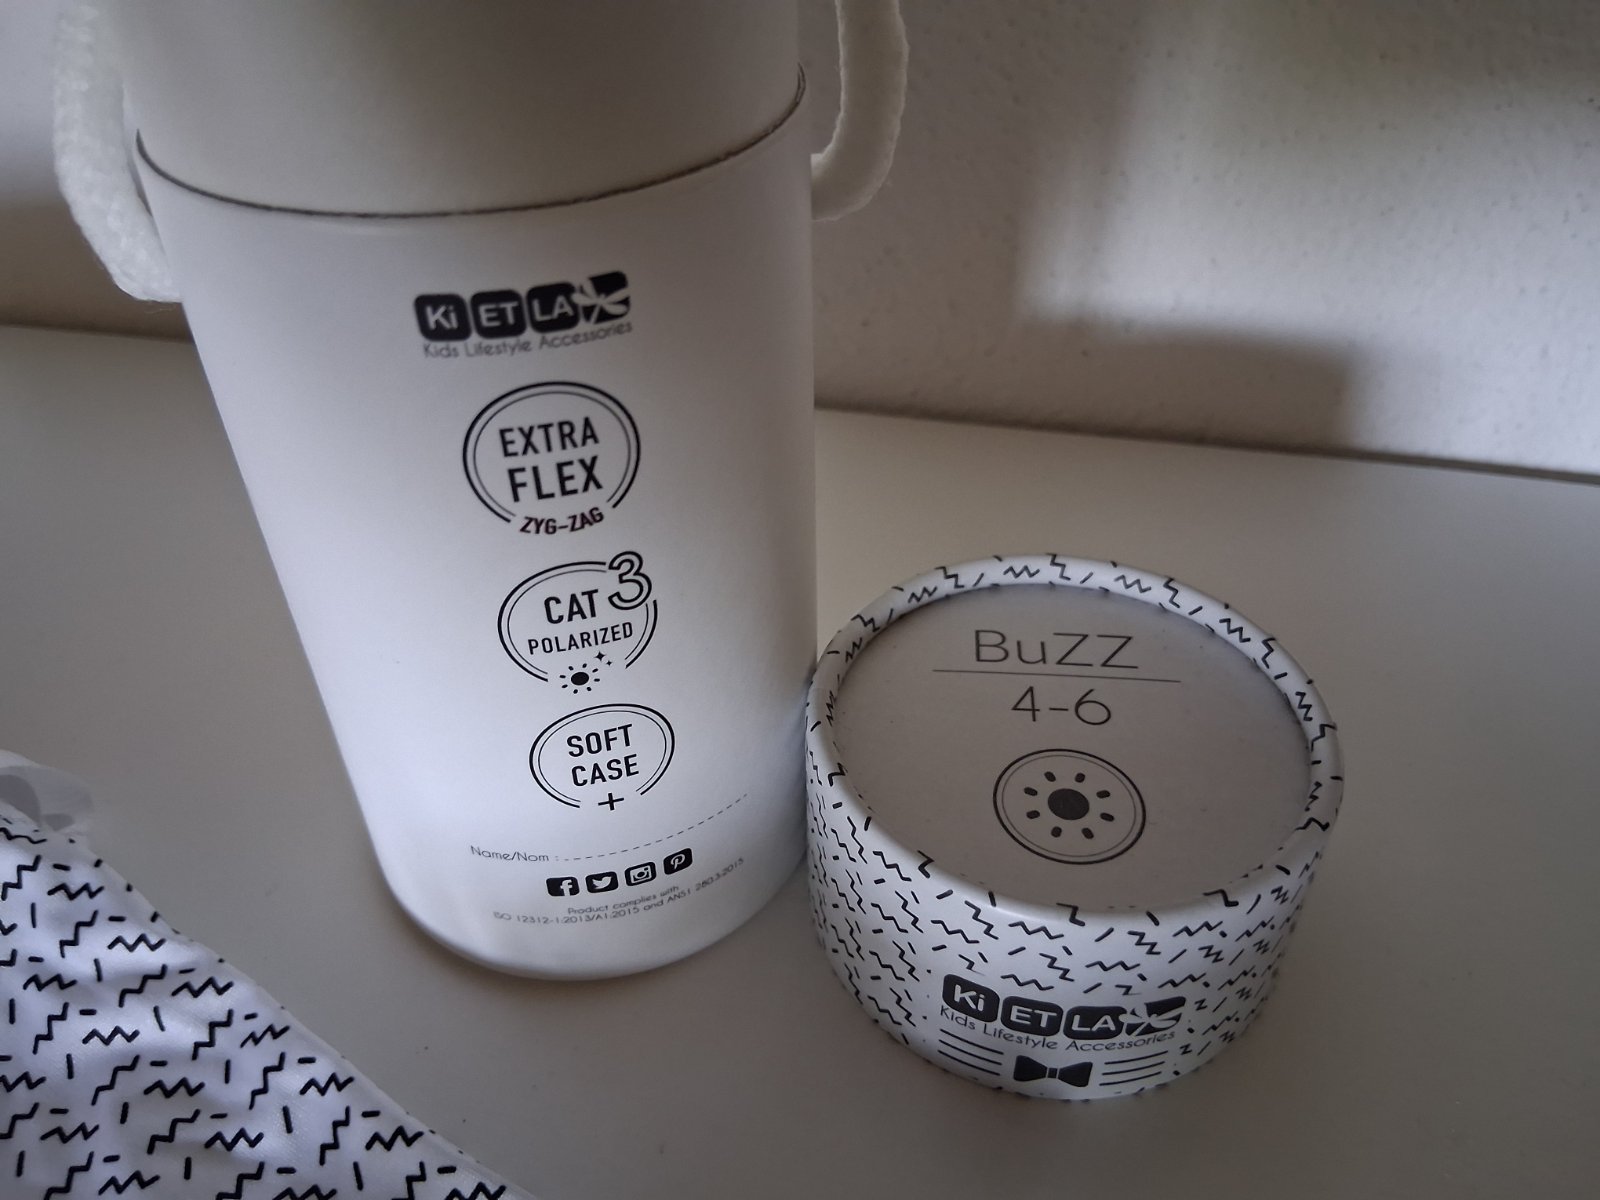 Ki ET LA
Kids Lifestyle Accessories
EXTRA
FLEX
ZYG-ZAG
CAT 3
POLARIZED
SOFT
CASE
+
Name/Nom :
Product complies with
ISO 12312-1:2013/A1:2015 and ANSI Z80.3:2015
BuZZ
4-6
Ki ET LA
Kids Lifestyle Accessories